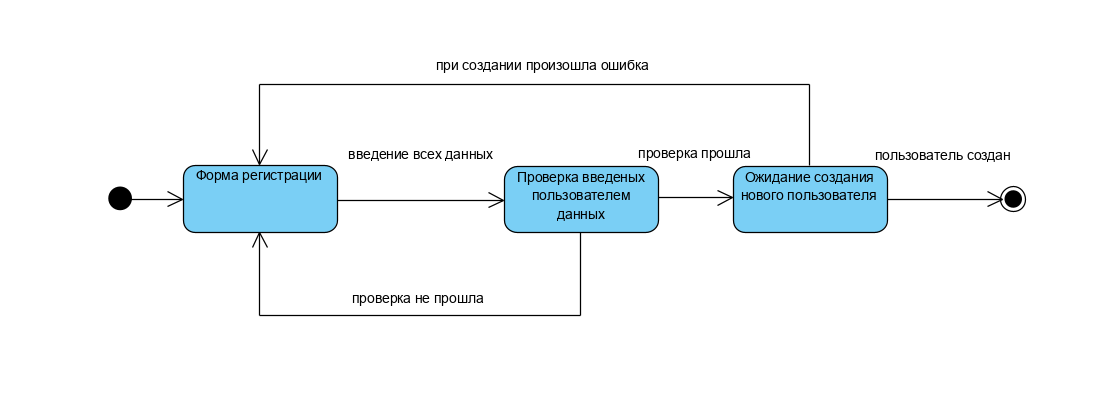 при создании произошла ошибка
введение всех данных
проверка прошла
пользователь создан
Форма регистрации
Проверка введеных
пользователем
данных
Ожидание создания
нового пользователя
проверка не прошла